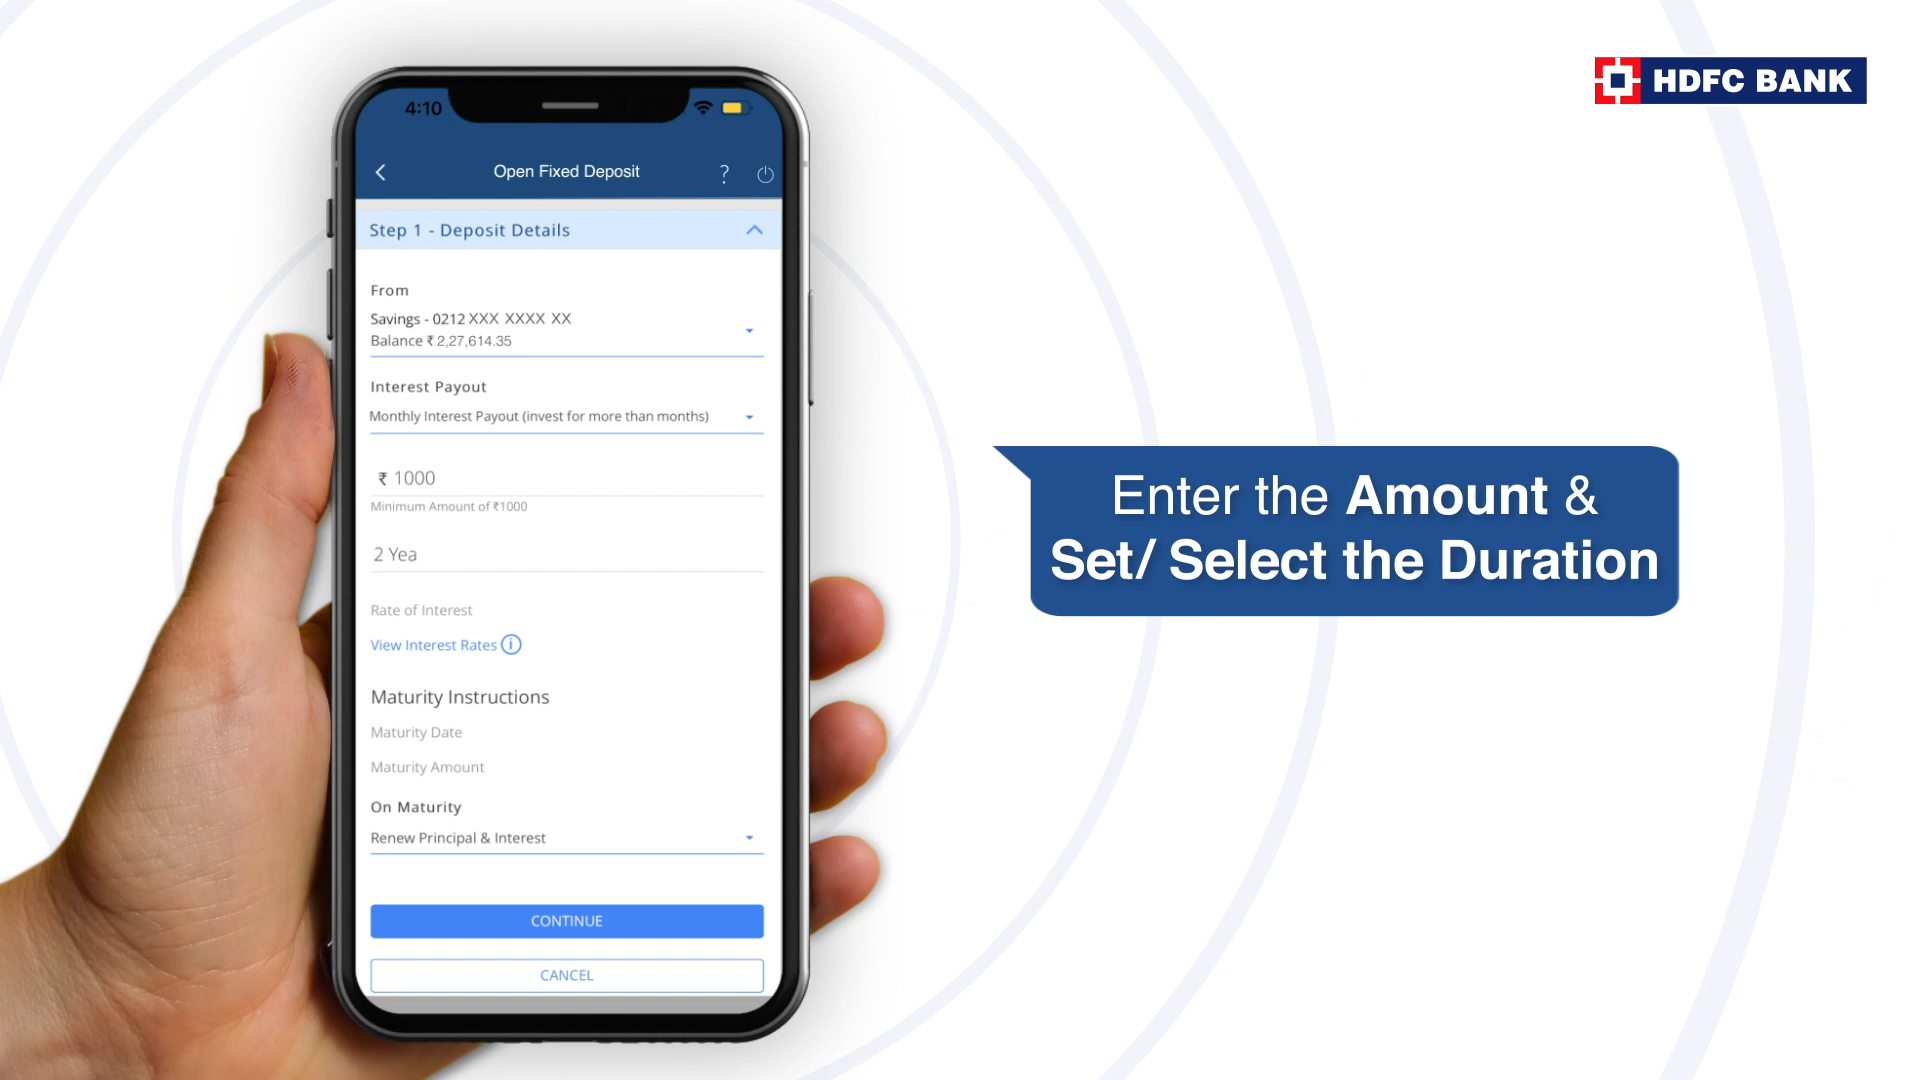 HDFC BANK
4:10
Open Fixed Deposit ?
Step 1 - Deposit Details
From
Savings - 0212 XXX XXXX XX
Balance ₹ 2,27,614.35
Interest Payout
Monthly Interest Payout (invest for more than months)
₹ 1000
Minimum Amount of ₹1000
2 Yea
Rate of Interest
View Interest Rates i
Maturity Instructions
Maturity Date
Maturity Amount
On Maturity
Renew Principal & Interest
CONTINUE
CANCEL
Enter the Amount &
Set/ Select the Duration